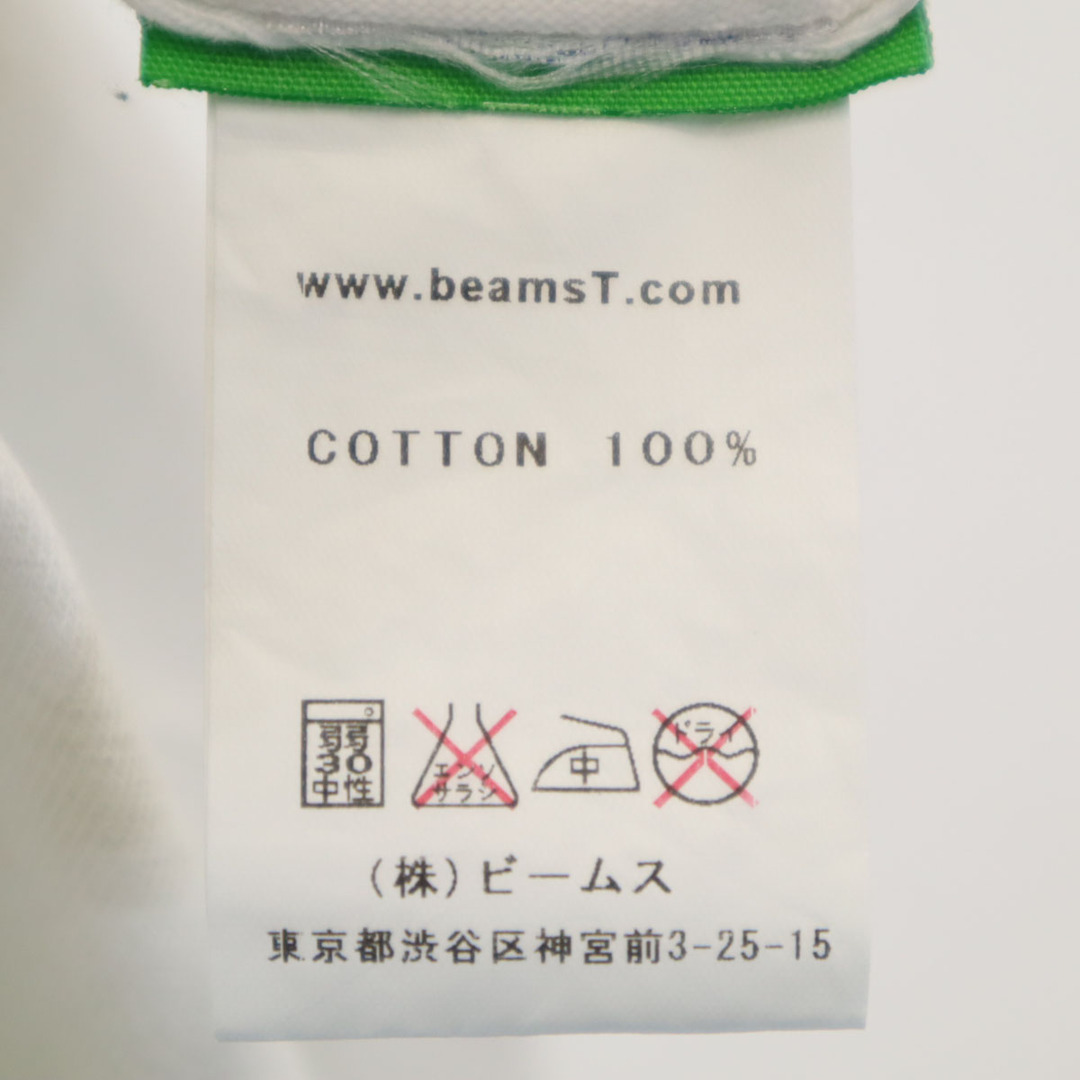 www.beamsT.com
COTTON 100%
弱
30
中性
エンソ
サラシ
中
ドライ
(株)ビームス
東京都渋谷区神宮前3-25-15